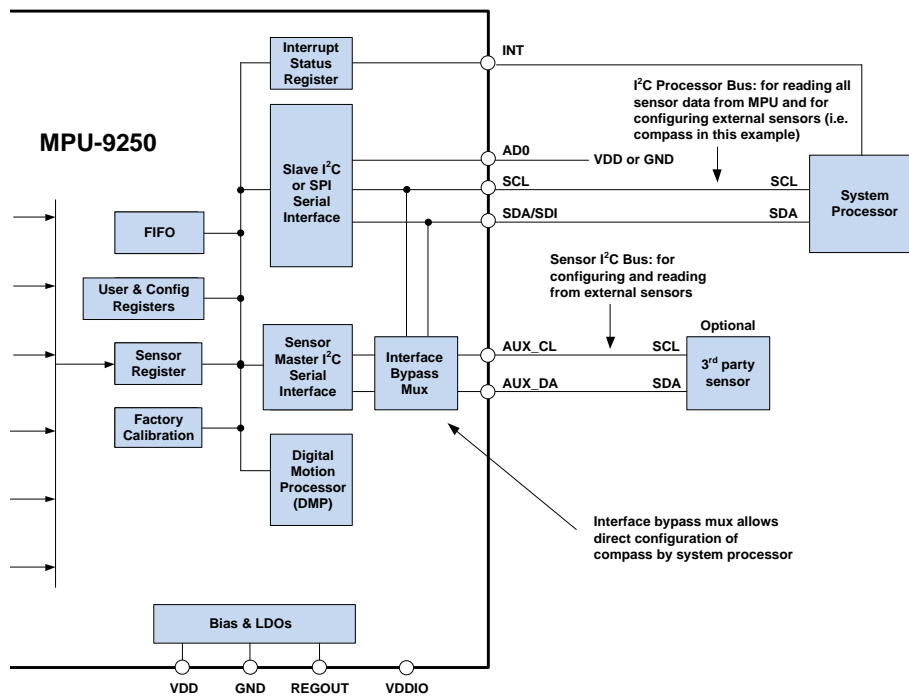 MPU-9250
Interrupt
Status
Register
INT
I²C Processor Bus: for reading all
sensor data from MPU and for
configuring external sensors (i.e.
compass in this example)
Slave I²C
or SPI
Serial
Interface
AD0
VDD or GND
SCL
SCL
SDA/SDI
SDA
System
Processor
FIFO
User & Config
Registers
Sensor
Register
Factory
Calibration
Sensor
Master I²C
Serial
Interface
Interface
Bypass
Mux
Digital
Motion
Processor
(DMP)
Sensor I²C Bus: for
configuring and reading
from external sensors
AUX_CL
SCL
AUX_DA
SDA
Optional
3rd party
sensor
Interface bypass mux allows
direct configuration of
compass by system processor
Bias & LDOs
VDD
GND
REGOUT
VDDIO